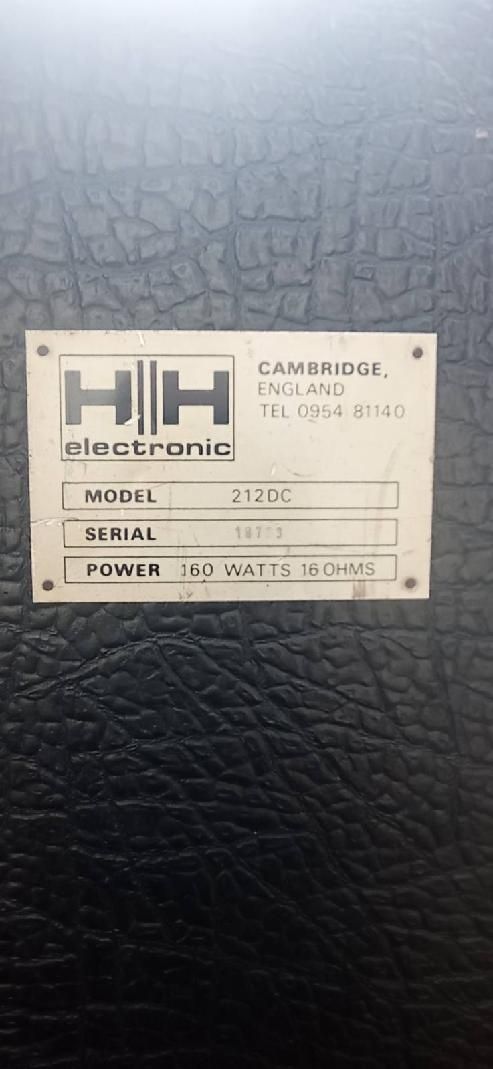 HH
electronic
CAMBRIDGE,
ENGLAND
TEL 0954 81140
MODEL 212DC
SERIAL
POWER 160 WATTS 16 OHMS